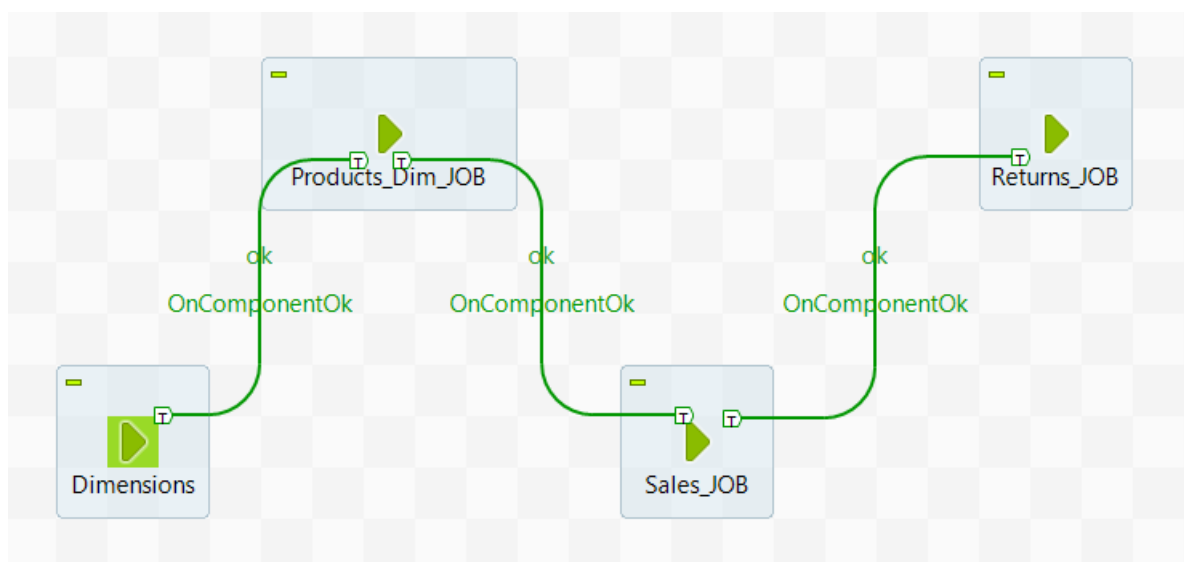 T
T
T
Products_Dim_JOB
Returns_JOB
ok
ok
ok
OnComponentOk
OnComponentOk
OnComponentOk
T
T
T
Dimensions
Sales_JOB